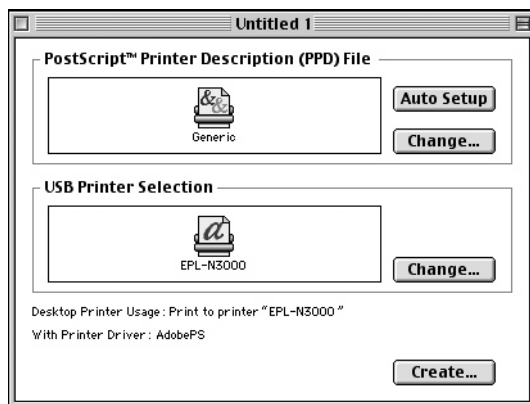 Untitled 1
PostScript™ Printer Description (PPD) File
Generic
Auto Setup
Change...
USB Printer Selection
EPL-N3000
Change...
Desktop Printer Usage : Print to printer "EPL-N3000 "
With Printer Driver : AdobePS
Create...